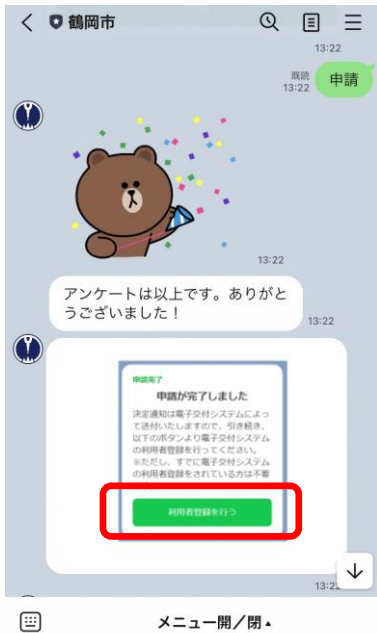 鶴岡市
13:22
既読
13:22
申請
13:22
アンケートは以上です。ありがと
うございました！
13:22
申請完了
申請が完了しました
決定通知は電子交付システムによっ
て送付いたしますので、引き続き、
以下のボタンより電子交付システム
の利用者登録を行ってください。
※ただし、すでに電子交付システム
の利用者登録をされている方は不要
利用者登録を行う
13:22
メニュー開／閉▲